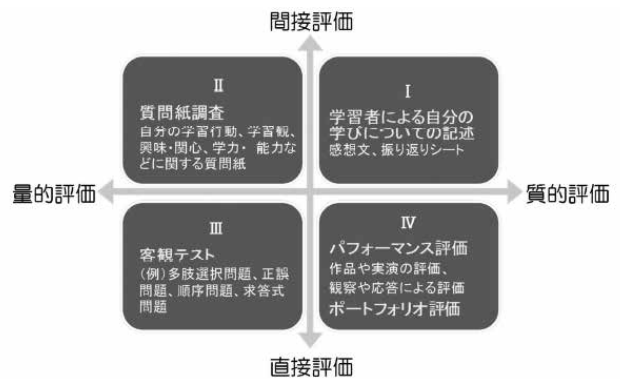 間接評価
Ⅱ
質問紙調査
自分の学習行動、学習観、
興味・関心、学力・ 能力な
どに関する質問紙
Ⅰ
学習者による自分の
学びについての記述
感想文、振り返りシート
量的評価
質的評価
Ⅲ
客観テスト
(例)多肢選択問題、正誤
問題、順序問題、求答式
問題
Ⅳ
パフォーマンス評価
作品や実演の評価、
観察や応答による評価
ポートフォリオ評価
直接評価